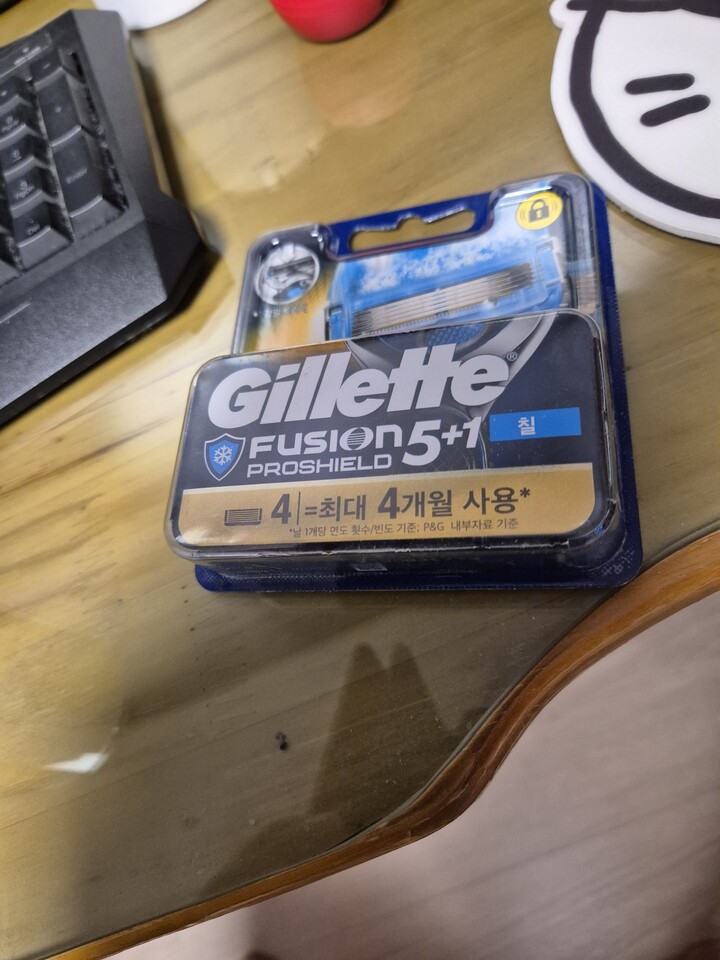 Gillette®
FUSION 5+1
PROSHIELD
칠
4 = 최대 4개월 사용*
*날 1개당 면도 횟수/빈도 기준; P&G 내부자료 기준